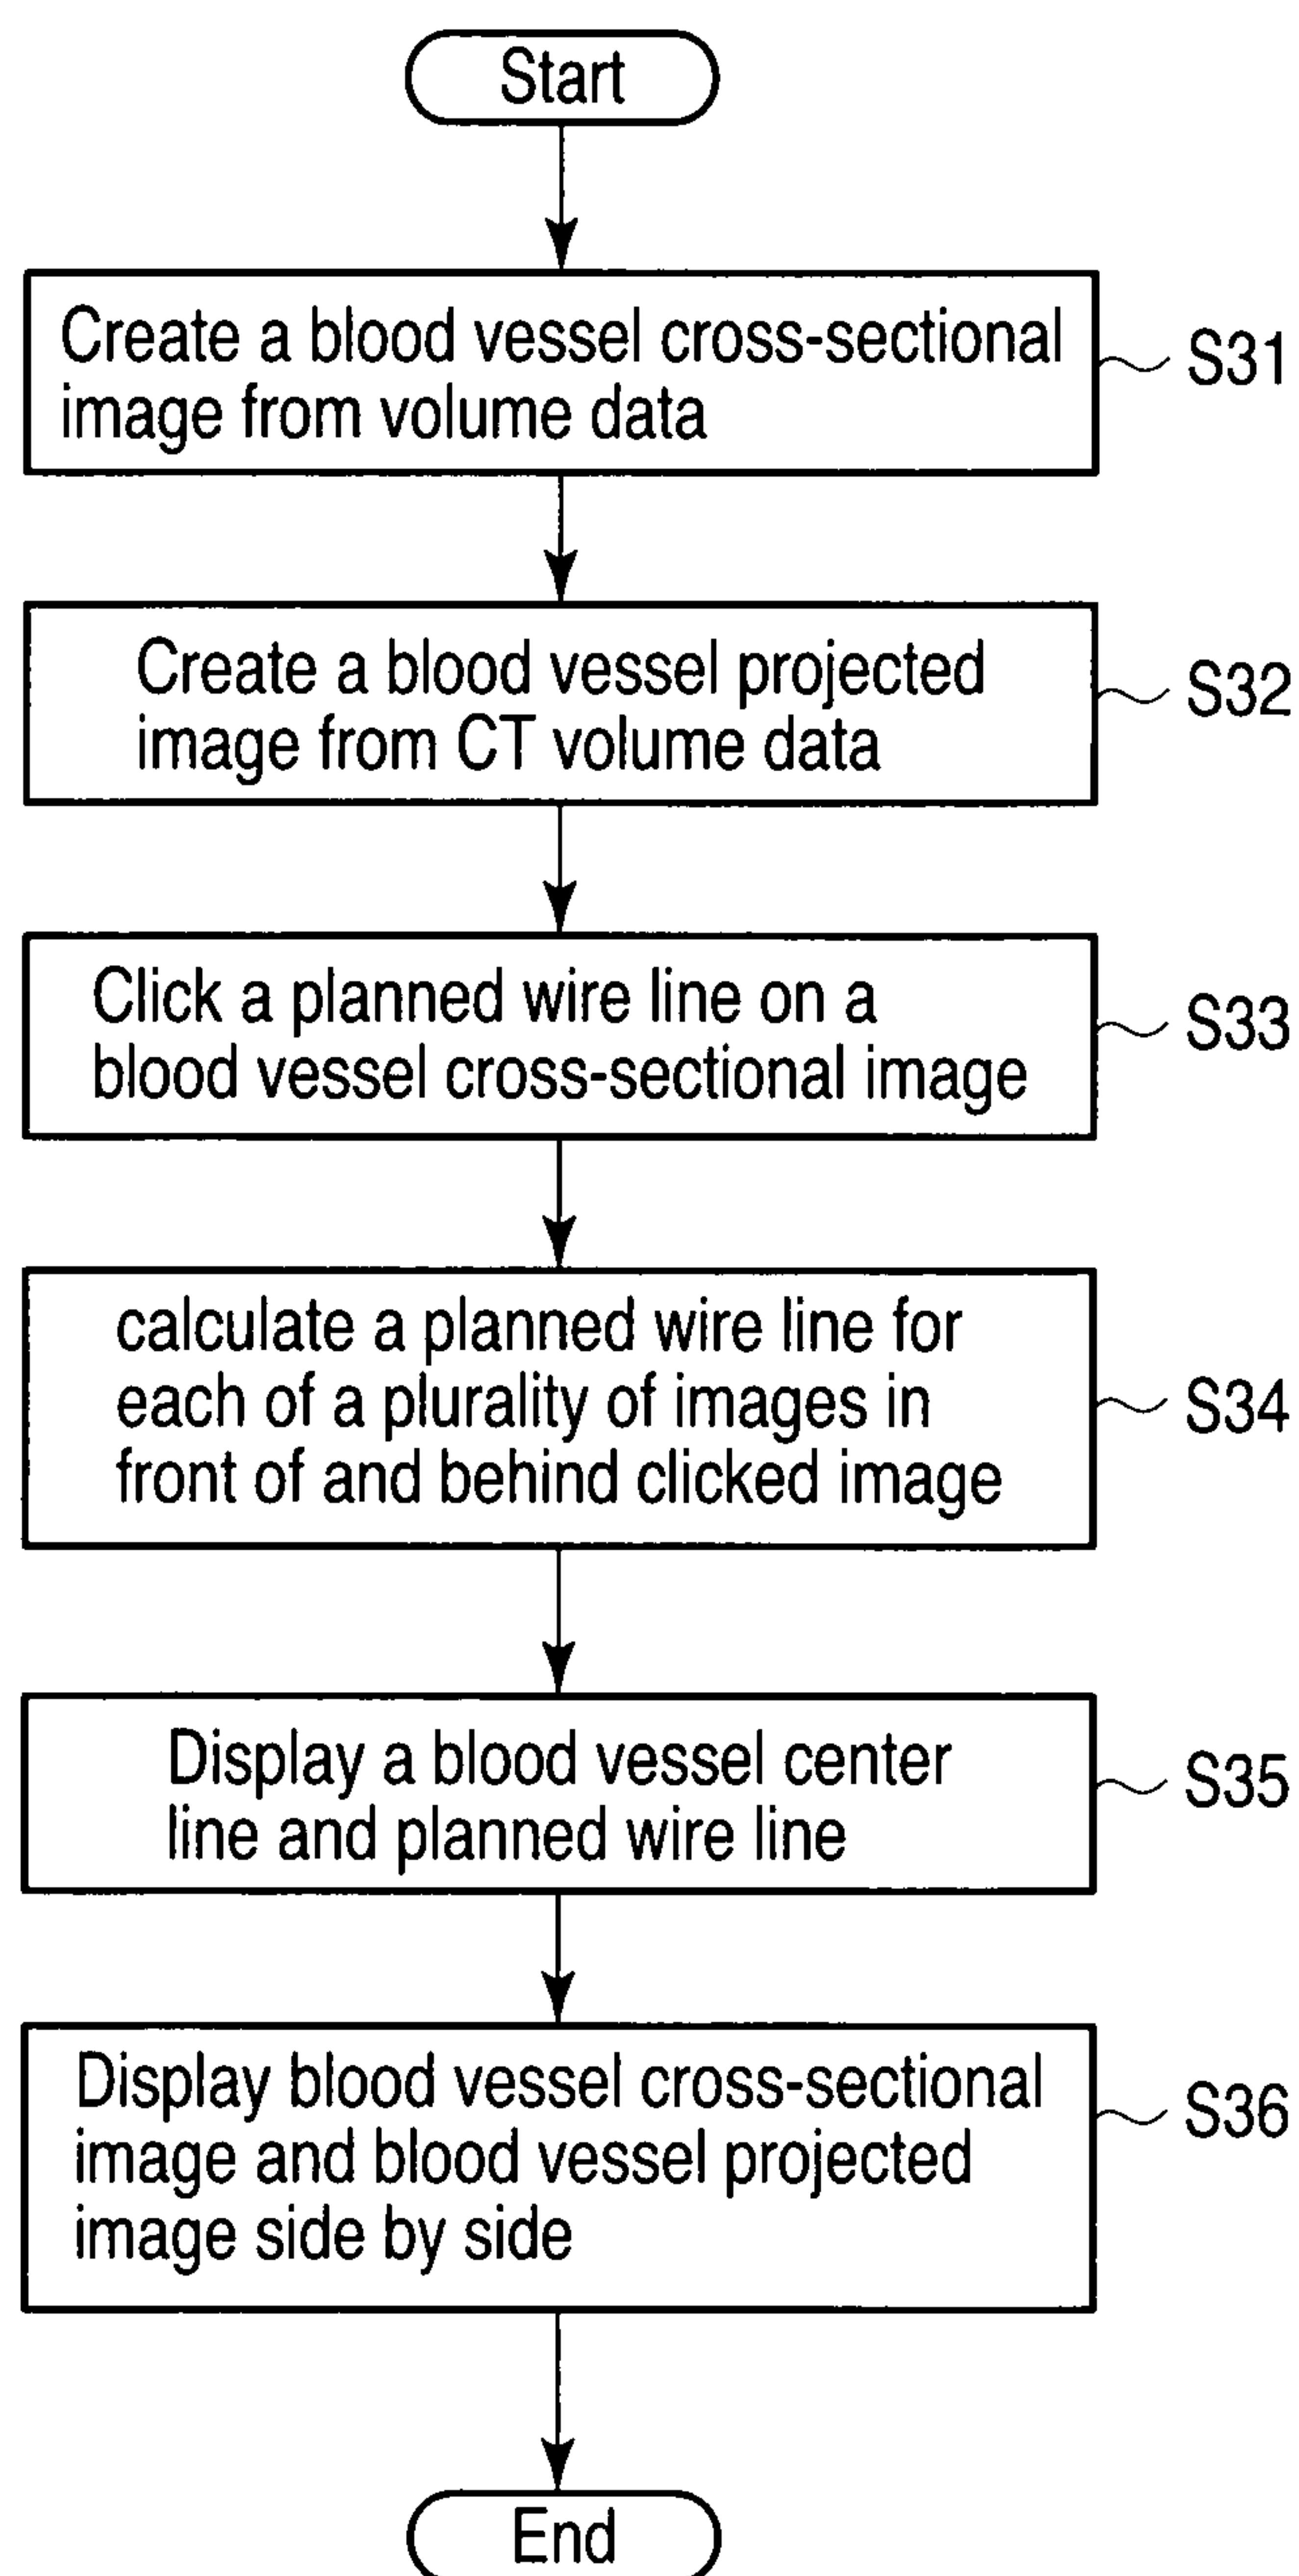 Start
Create a blood vessel cross-sectional
image from volume data
S31
Create a blood vessel projected
image from CT volume data
S32
Click a planned wire line on a
blood vessel cross-sectional image
S33
calculate a planned wire line for
each of a plurality of images in
front of and behind clicked image
S34
Display a blood vessel center
line and planned wire line
S35
Display blood vessel cross-sectional
image and blood vessel projected
image side by side
S36
End